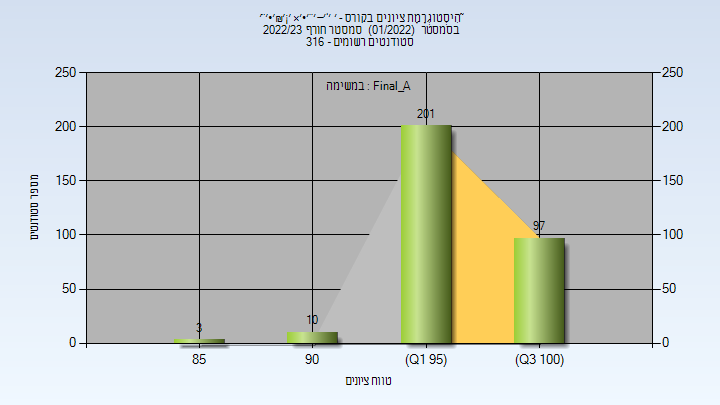 היסטוגרמת ציונים בקורס -
בסמסטר (01/2022) סמסטר חורף 2022/23
סטודנטים רשומים - 316
במשימה : Final_A
250 250
200 200
150 150
100 100
50 50
0 0
201
97
10
3
מספר סטודנטים
85 90 (Q1 95) (Q3 100)
טווח ציונים